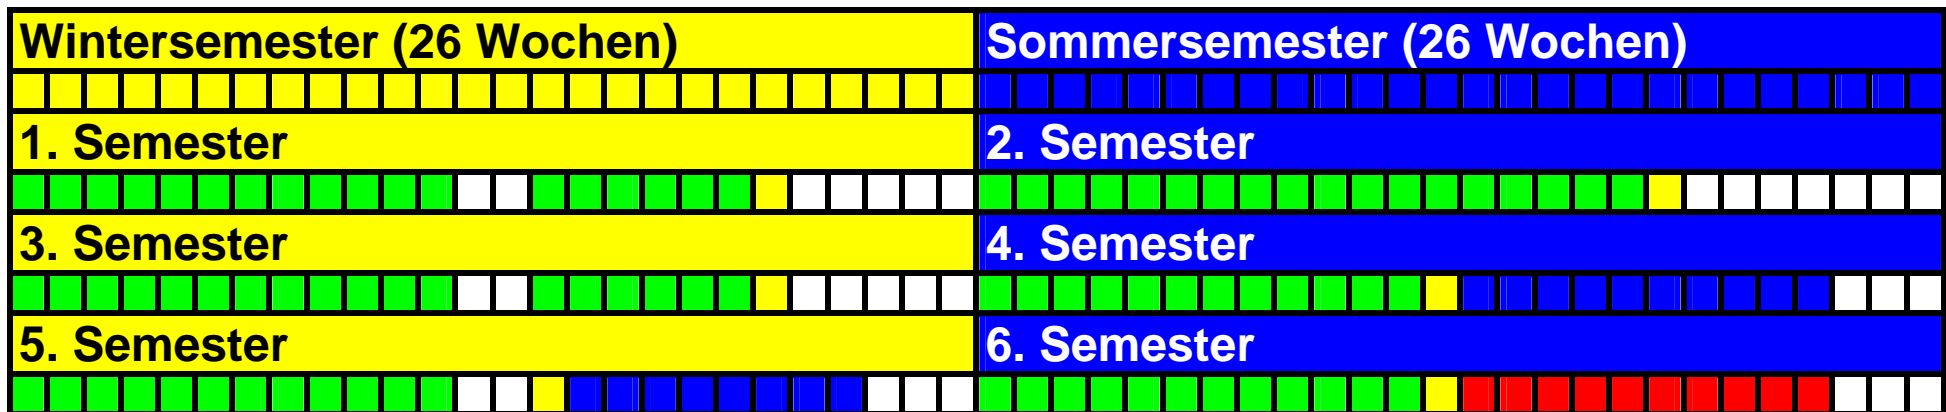 Wintersemester (26 Wochen) Sommersemester (26 Wochen)
1. Semester 2. Semester
3. Semester 4. Semester
5. Semester 6. Semester